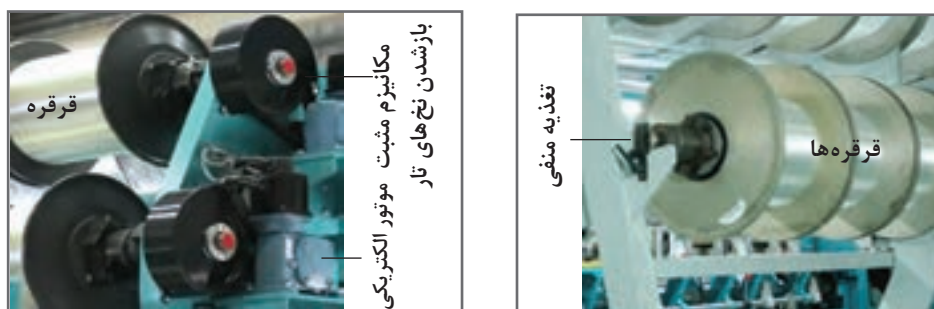 تغذیه منفی
قرقره‌ها
بازشدن نخ‌های تار
مکانیزم مثبت
موتور الکتریکی
قرقره